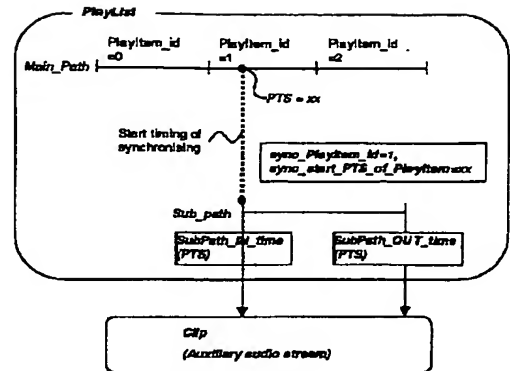 PlayList
PlayItem_id PlayItem_id PlayItem_id
=0 =1 =2
Main_Path
PTS = xx
Start timing of
synchronising
sync_PlayItem_id=1,
sync_start_PTS_of_PlayItem=xx
Sub_path
SubPath_IN_time SubPath_OUT_time
(PTS) (PTS)
Clip
(Auxiliary audio stream)